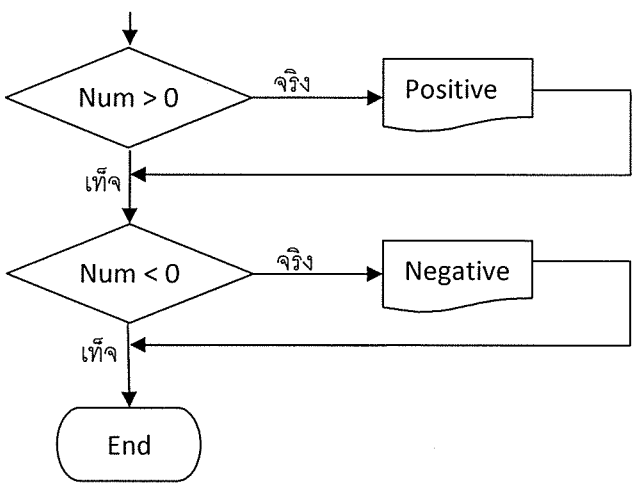 Num > 0
จริง
Positive
เท็จ
Num < 0
จริง
Negative
เท็จ
End